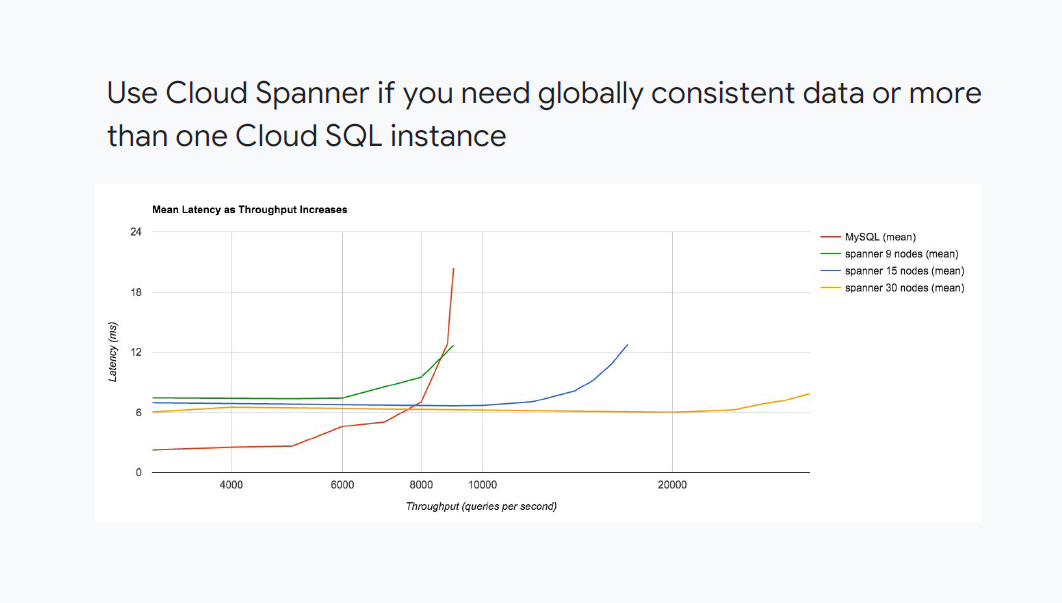 Use Cloud Spanner if you need globally consistent data or more
than one Cloud SQL instance
Mean Latency as Throughput Increases
24
18
12
6
0
Latency (ms)
4000
6000
8000
10000
20000
Throughput (queries per second)
MySQL (mean)
spanner 9 nodes (mean)
spanner 15 nodes (mean)
spanner 30 nodes (mean)